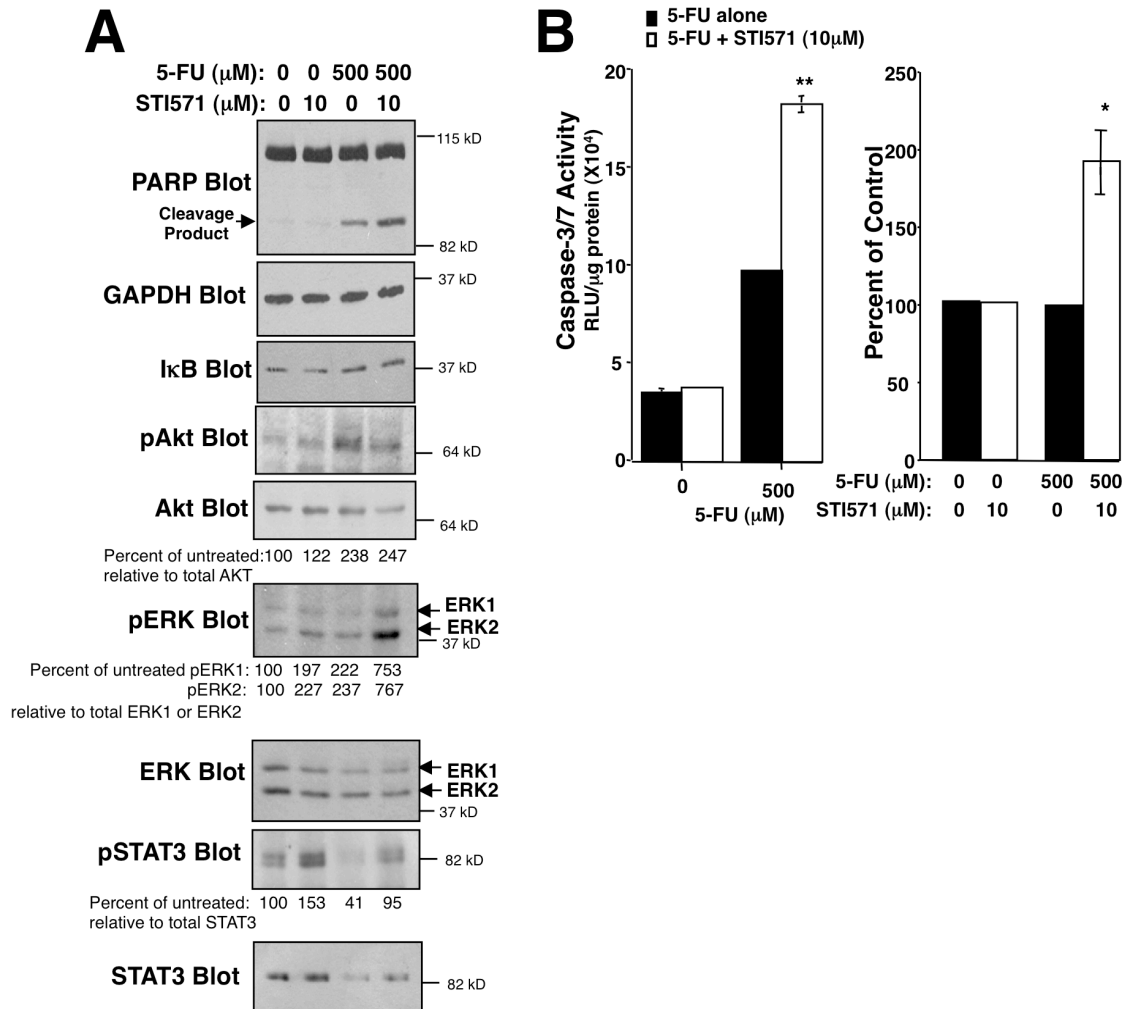 A
5-FU (μM): 0 0 500 500
STI571 (μM): 0 10 0 10
115 kD
PARP Blot
Cleavage
Product
82 kD
37 kD
GAPDH Blot
IκB Blot
37 kD
pAkt Blot
64 kD
Akt Blot
64 kD
Percent of untreated: 100 122 238 247
relative to total AKT
pERK Blot
ERK1
ERK2
37 kD
Percent of untreated pERK1: 100 197 222 753
pERK2: 100 227 237 767
relative to total ERK1 or ERK2
ERK Blot
ERK1
ERK2
37 kD
pSTAT3 Blot
82 kD
Percent of untreated: 100 153 41 95
relative to total STAT3
STAT3 Blot
82 kD
B
5-FU alone
5-FU + STI571 (10μM)
Caspase-3/7 Activity
RLU/μg protein (X10⁴)
20
15
10
5
0
**
0 500
5-FU (μM)
Percent of Control
250
200
150
100
50
0
*
5-FU (μM): 0 0 500 500
STI571 (μM): 0 10 0 10